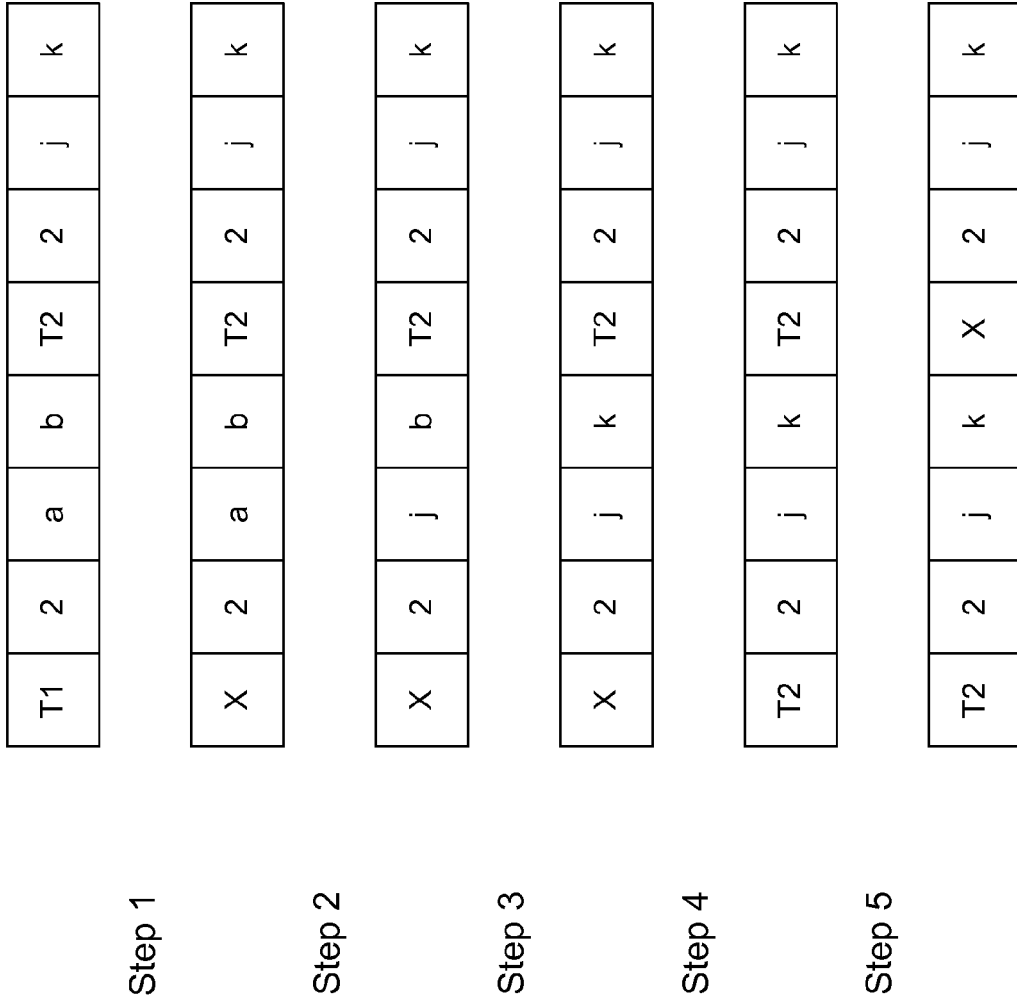 T1 2 a b T2 2 j k
Step 1
X 2 a b T2 2 j k
Step 2
X 2 j b T2 2 j k
Step 3
X 2 j k T2 2 j k
Step 4
T2 2 j k T2 2 j k
Step 5
T2 2 j k X 2 j k